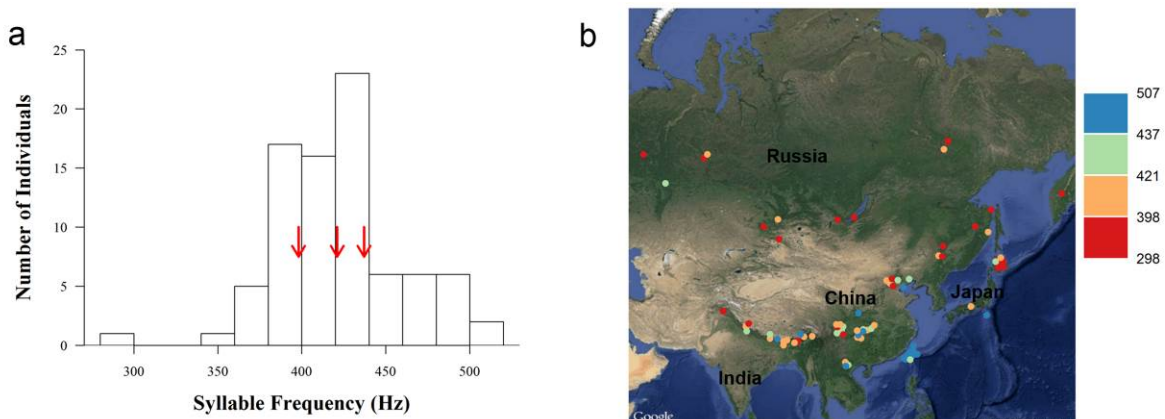 a
25
20
15
10
5
0
Number of Individuals
300
350
400
450
500
Syllable Frequency (Hz)
b
Russia
China
Japan
India
Google
507
437
421
398
298